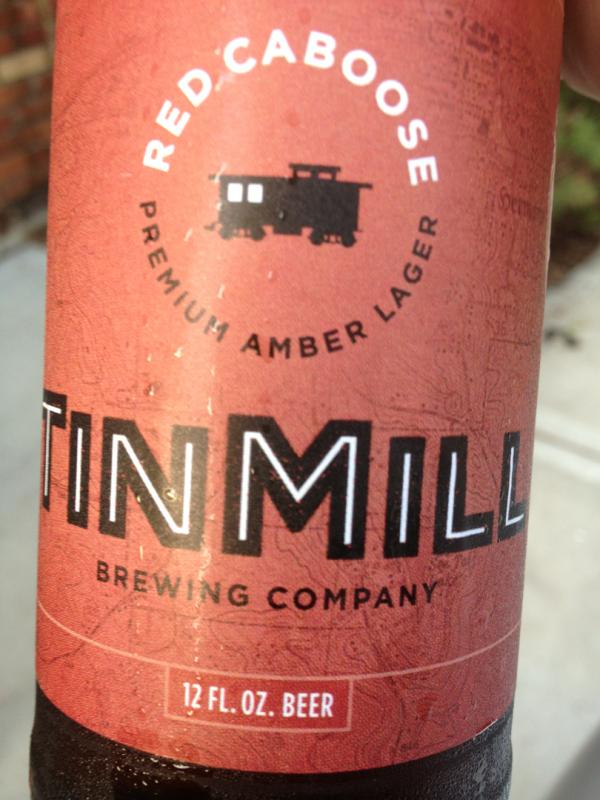 RED CABOOSE
PREMIUM AMBER LAGER
TINMILL
BREWING COMPANY
12 FL. OZ. BEER